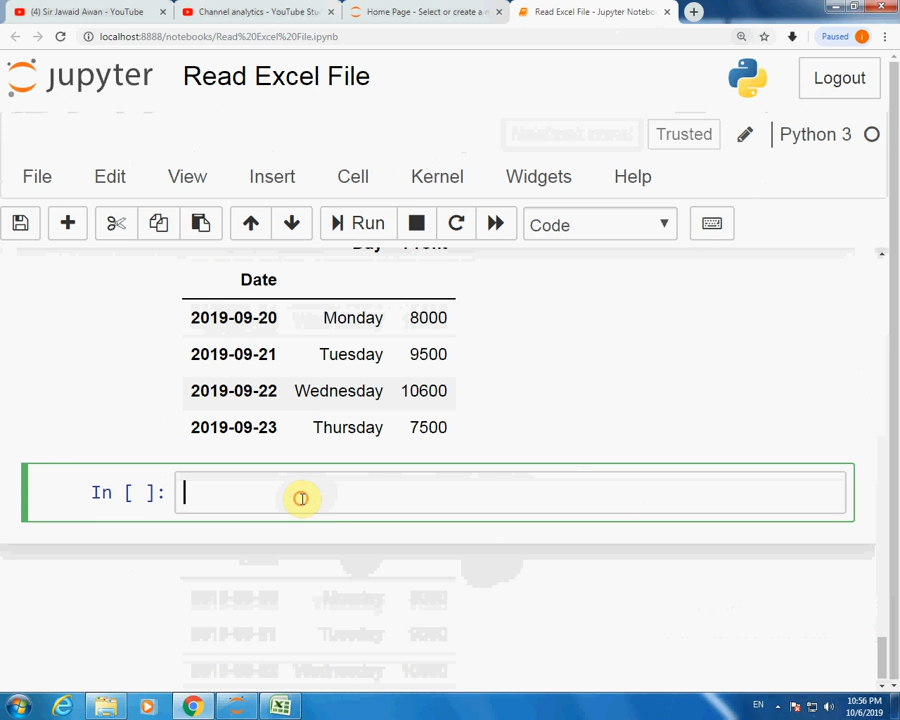 (4) Sir Jawaid Awan - YouTube
Channel analytics - YouTube Stu
Home Page - Select or create a n
Read Excel File - Jupyter Notebo
localhost:8888/notebooks/Read%20Excel%20File.ipynb
Paused
i
jupyter
Read Excel File
Logout
Trusted
Python 3
File Edit View Insert Cell Kernel Widgets Help
Run
Code
Date
2019-09-20 Monday 8000
2019-09-21 Tuesday 9500
2019-09-22 Wednesday 10600
2019-09-23 Thursday 7500
In [ ]:
EN
10:56 PM
10/6/2019